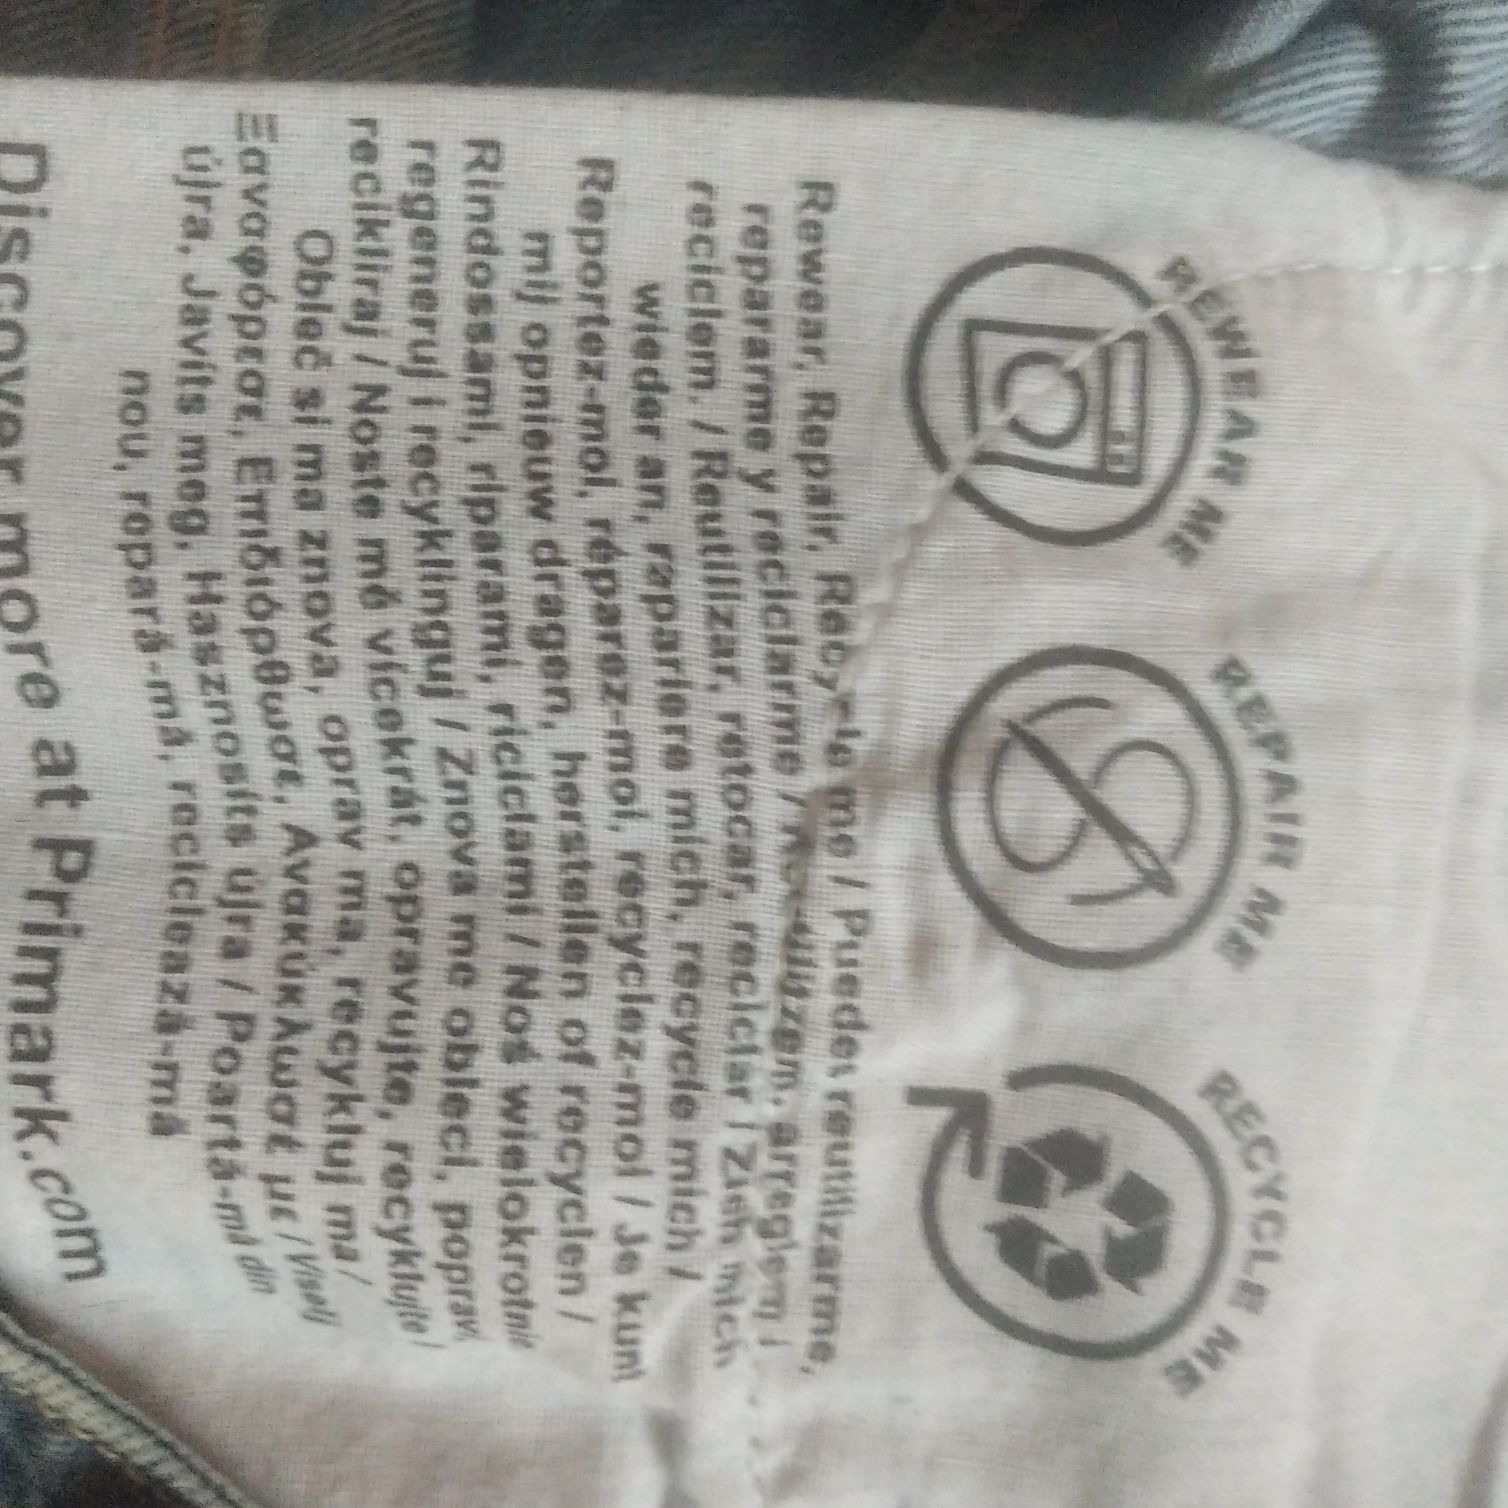 REWEAR ME
REPAIR ME
RECYCLE ME
Rewear, Repair, Recycle me / Puedes reutilizarme,
repararme y reciclarme / arreglem i
reciclem. / Reutilizar, retocar, reciclar / Zieh mich
wieder an, repariere mich, recycle mich /
Reportez-moi, réparez-moi, recyclez-moi / Je kunt
mij opnieuw dragen, herstellen of recyclen /
Rindossami, riparami, riciclami / Noś wielokrotnie
regeneruj i recyklinguj / Znova me obleci, popravi
recikliraj / Noste mě vícekrát, opravujte, recyklujte /
Obleč si ma znova, oprav ma, recykluj ma /
Ξαναφόρεσε, Επιδιόρθωσε, Ανακύκλωσέ με / Viselj
újra, Javíts meg, Hasznosíts újra / Poartă-mă din
nou, repară-mă, reciclează-mă
Discover more at Primark.com